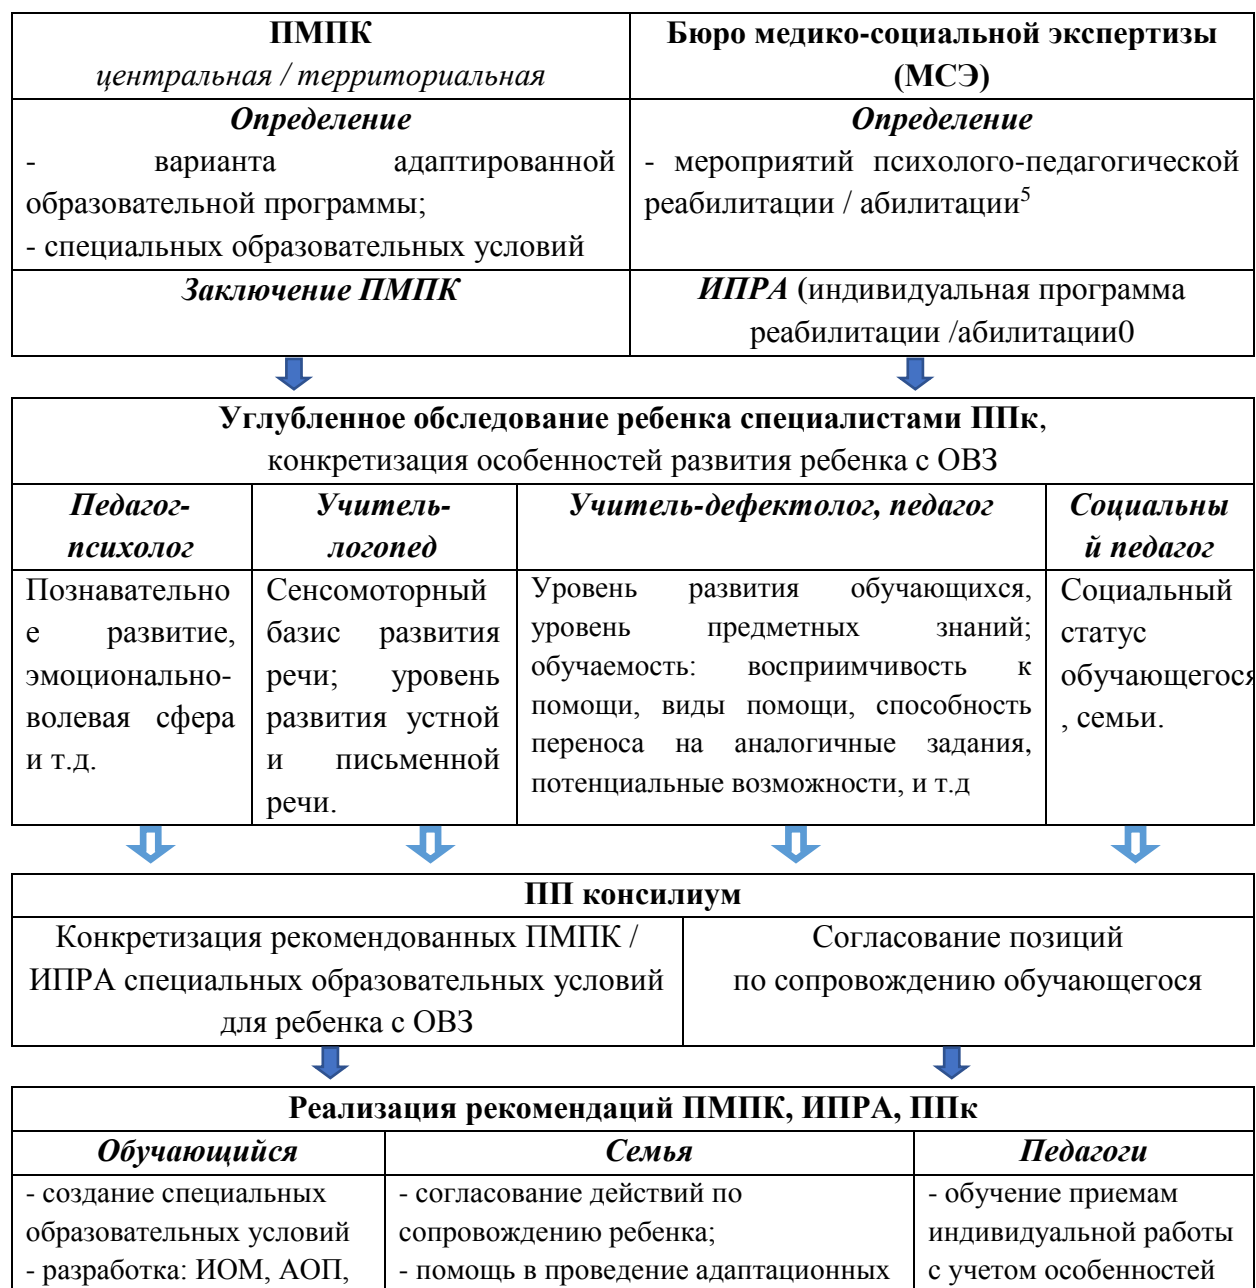 ПМПК
центральная / территориальная
Бюро медико-социальной экспертизы
(МСЭ)
Определение
- варианта адаптированной
образовательной программы;
- специальных образовательных условий
Определение
- мероприятий психолого-педагогической
реабилитации / абилитации5
Заключение ПМПК
ИПРА (индивидуальная программа
реабилитации /абилитации0
Углубленное обследование ребенка специалистами ППк,
конкретизация особенностей развития ребенка с ОВЗ
Педагог-
психолог
Учитель-
логопед
Учитель-дефектолог, педагог
Социальны
й педагог
Познавательно
е развитие,
эмоционально-
волевая сфера
и т.д.
Сенсомоторный
базис развития
речи; уровень
развития устной
и письменной
речи.
Уровень развития обучающихся,
уровень предметных знаний;
обучаемость: восприимчивость к
помощи, виды помощи, способность
переноса на аналогичные задания,
потенциальные возможности, и т.д
Социальный
статус
обучающегося
, семьи.
ПП консилиум
Конкретизация рекомендованных ПМПК /
ИПРА специальных образовательных условий
для ребенка с ОВЗ
Согласование позиций
по сопровождению обучающегося
Реализация рекомендаций ПМПК, ИПРА, ППк
Обучающийся
Семья
Педагоги
- создание специальных
образовательных условий
- разработка: ИОМ, АОП,
- согласование действий по
сопровождению ребенка;
- помощь в проведение адаптационных
- обучение приемам
индивидуальной работы
с учетом особенностей